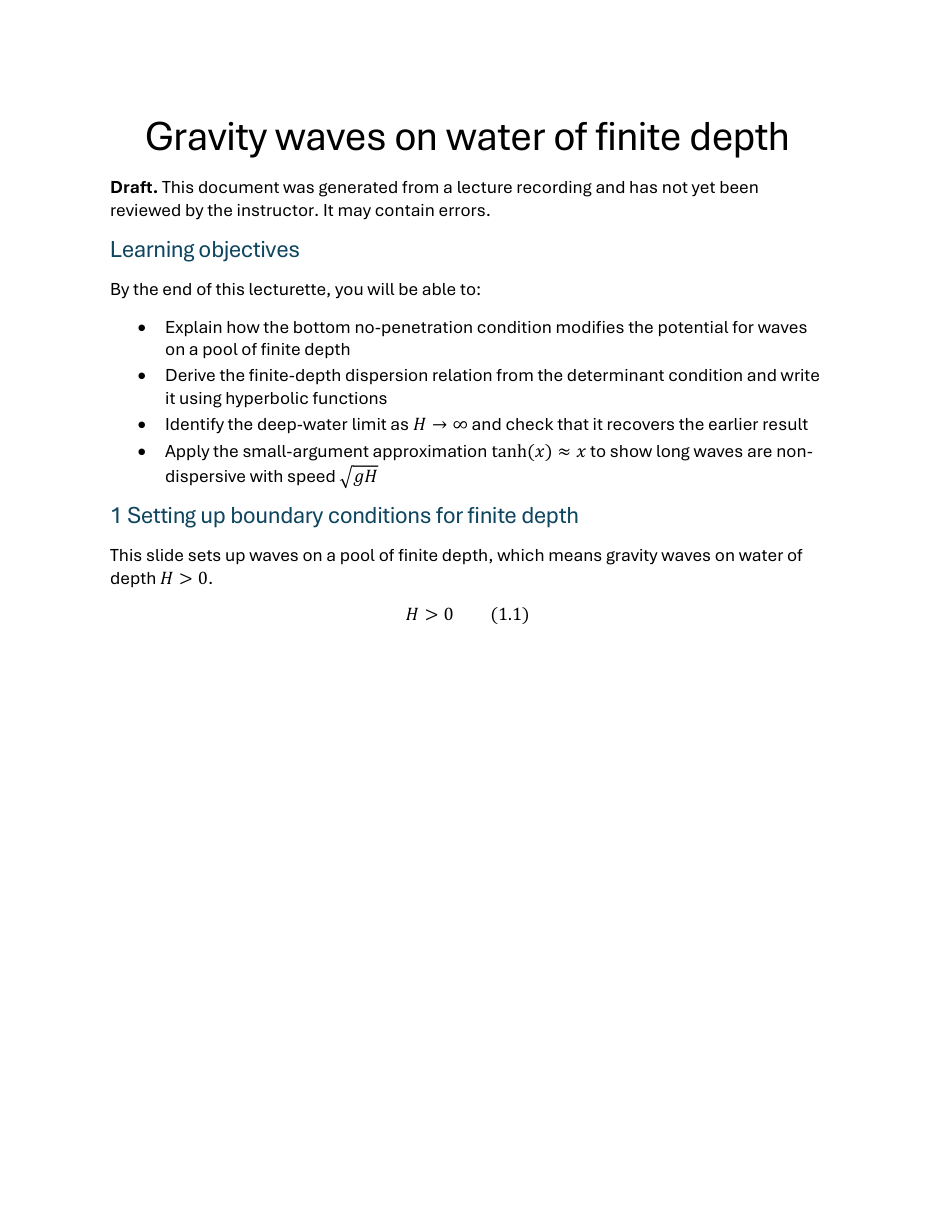 Gravity waves on water of finite depth
Draft. This document was generated from a lecture recording and has not yet been
reviewed by the instructor. It may contain errors.
Learning objectives
By the end of this lecturette, you will be able to:
• Explain how the bottom no-penetration condition modifies the potential for waves
on a pool of finite depth
• Derive the finite-depth dispersion relation from the determinant condition and write
it using hyperbolic functions
• Identify the deep-water limit as H → ∞ and check that it recovers the earlier result
• Apply the small-argument approximation tanh(x) ≈ x to show long waves are non-
dispersive with speed √gH
1 Setting up boundary conditions for finite depth
This slide sets up waves on a pool of finite depth, which means gravity waves on water of
depth H > 0.
H > 0 (1.1)